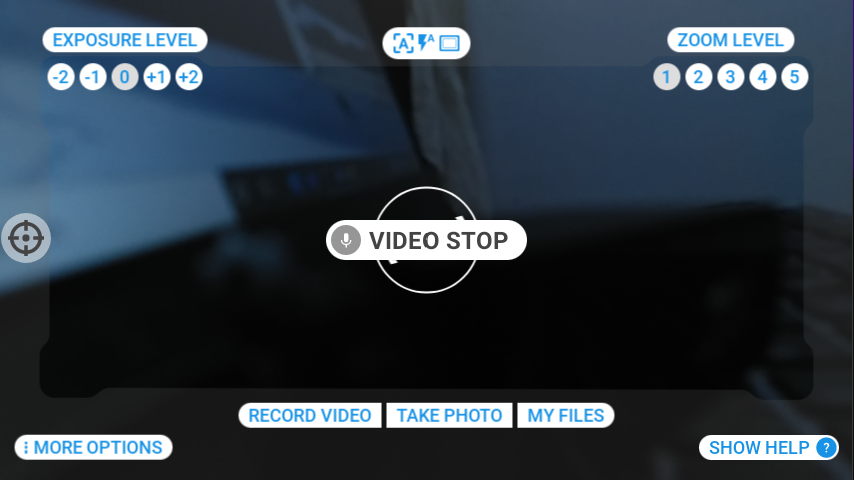 EXPOSURE LEVEL
-2 -1 0 +1 +2
A A
ZOOM LEVEL
1 2 3 4 5
VIDEO STOP
RECORD VIDEO TAKE PHOTO MY FILES
MORE OPTIONS
SHOW HELP ?